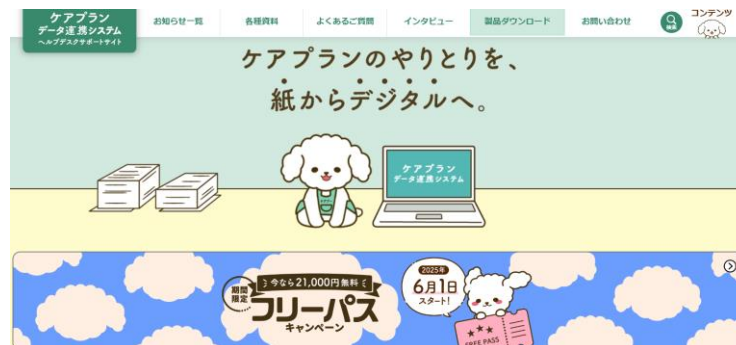 ケアプラン
データ連携システム
ヘルプデスクサポートサイト
お知らせ一覧
各種資料
よくあるご質問
インタビュー
製品ダウンロード
お問い合わせ
検索
コンテンツ
ケアプランのやりとりを、
紙からデジタルへ。
ケアプラン
データ連携システム
期間
限定
今なら21,000円無料
フリーパス
キャンペーン
2025年
6月1日
スタート!
FREE PASS